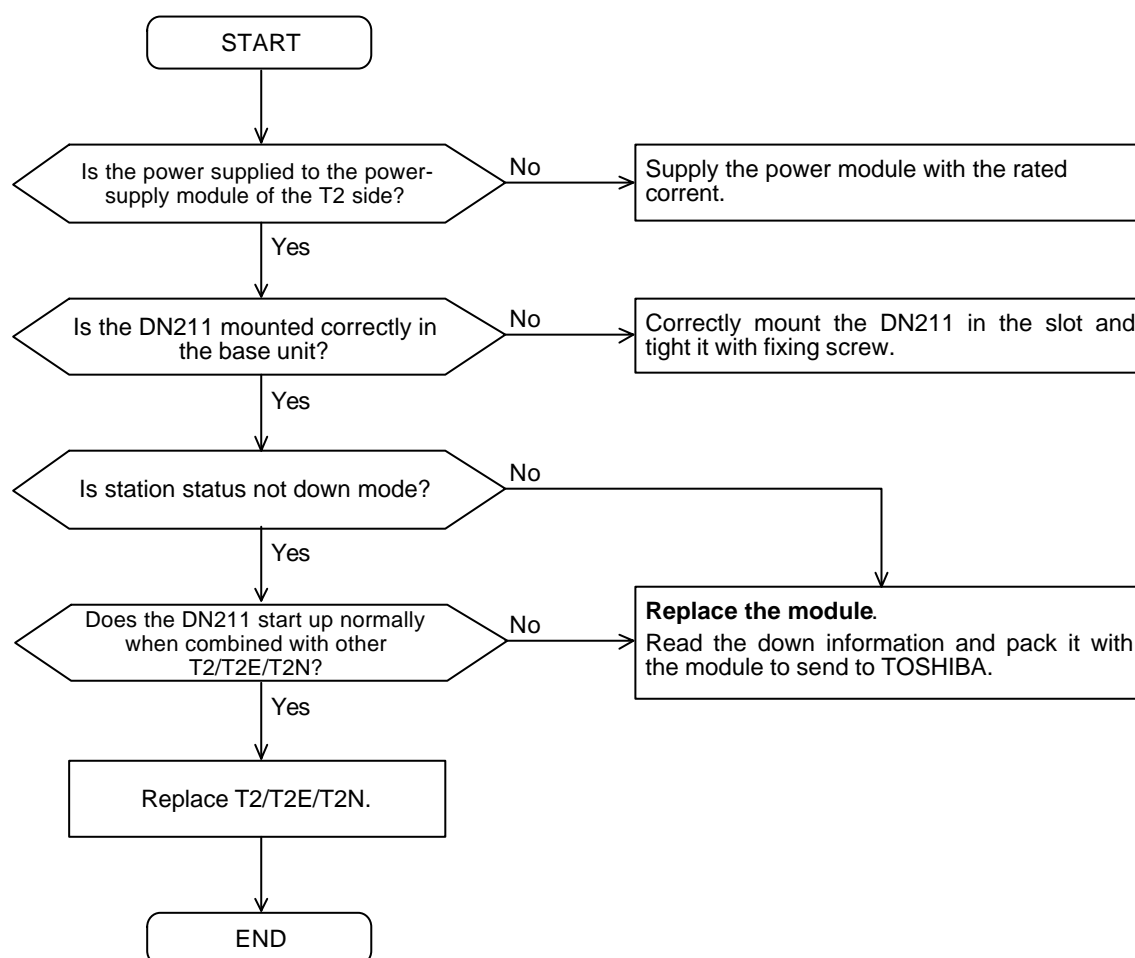 START
Is the power supplied to the power-
supply module of the T2 side?
No
Supply the power module with the rated
corrent.
Yes
Is the DN211 mounted correctly in
the base unit?
No
Correctly mount the DN211 in the slot and
tight it with fixing screw.
Yes
Is station status not down mode?
No
Yes
Does the DN211 start up normally
when combined with other
T2/T2E/T2N?
No
Replace the module.
Read the down information and pack it with
the module to send to TOSHIBA.
Yes
Replace T2/T2E/T2N.
END